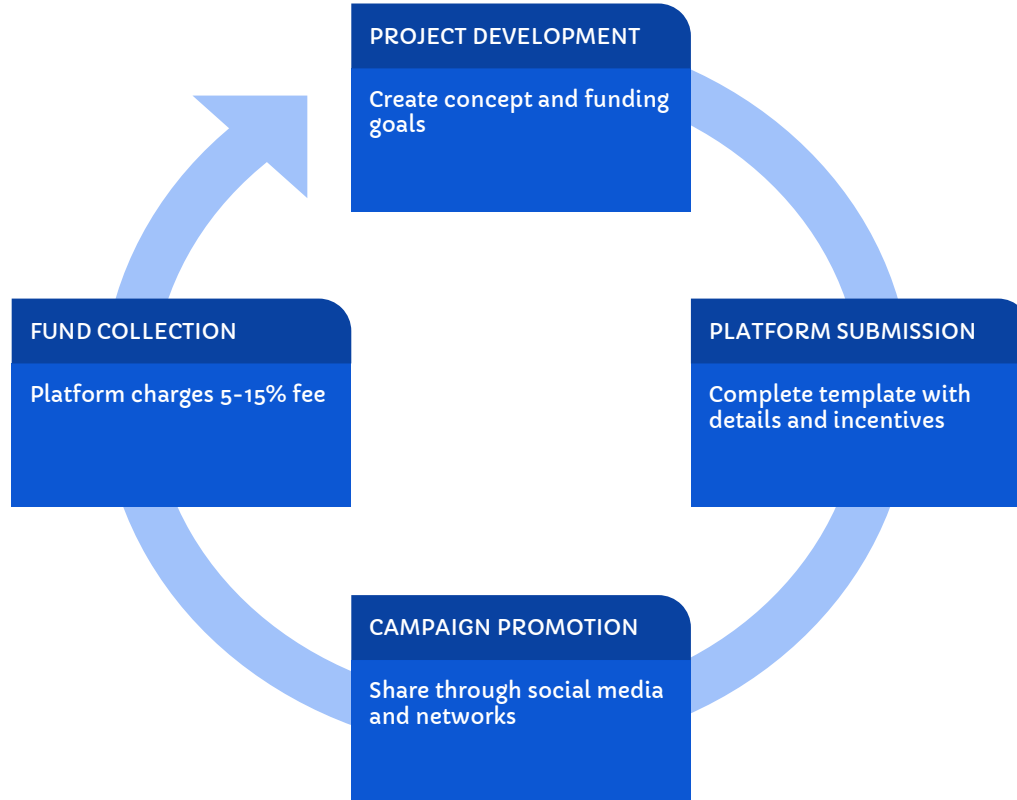 PROJECT DEVELOPMENT
Create concept and funding
goals
PLATFORM SUBMISSION
Complete template with
details and incentives
CAMPAIGN PROMOTION
Share through social media
and networks
FUND COLLECTION
Platform charges 5-15% fee